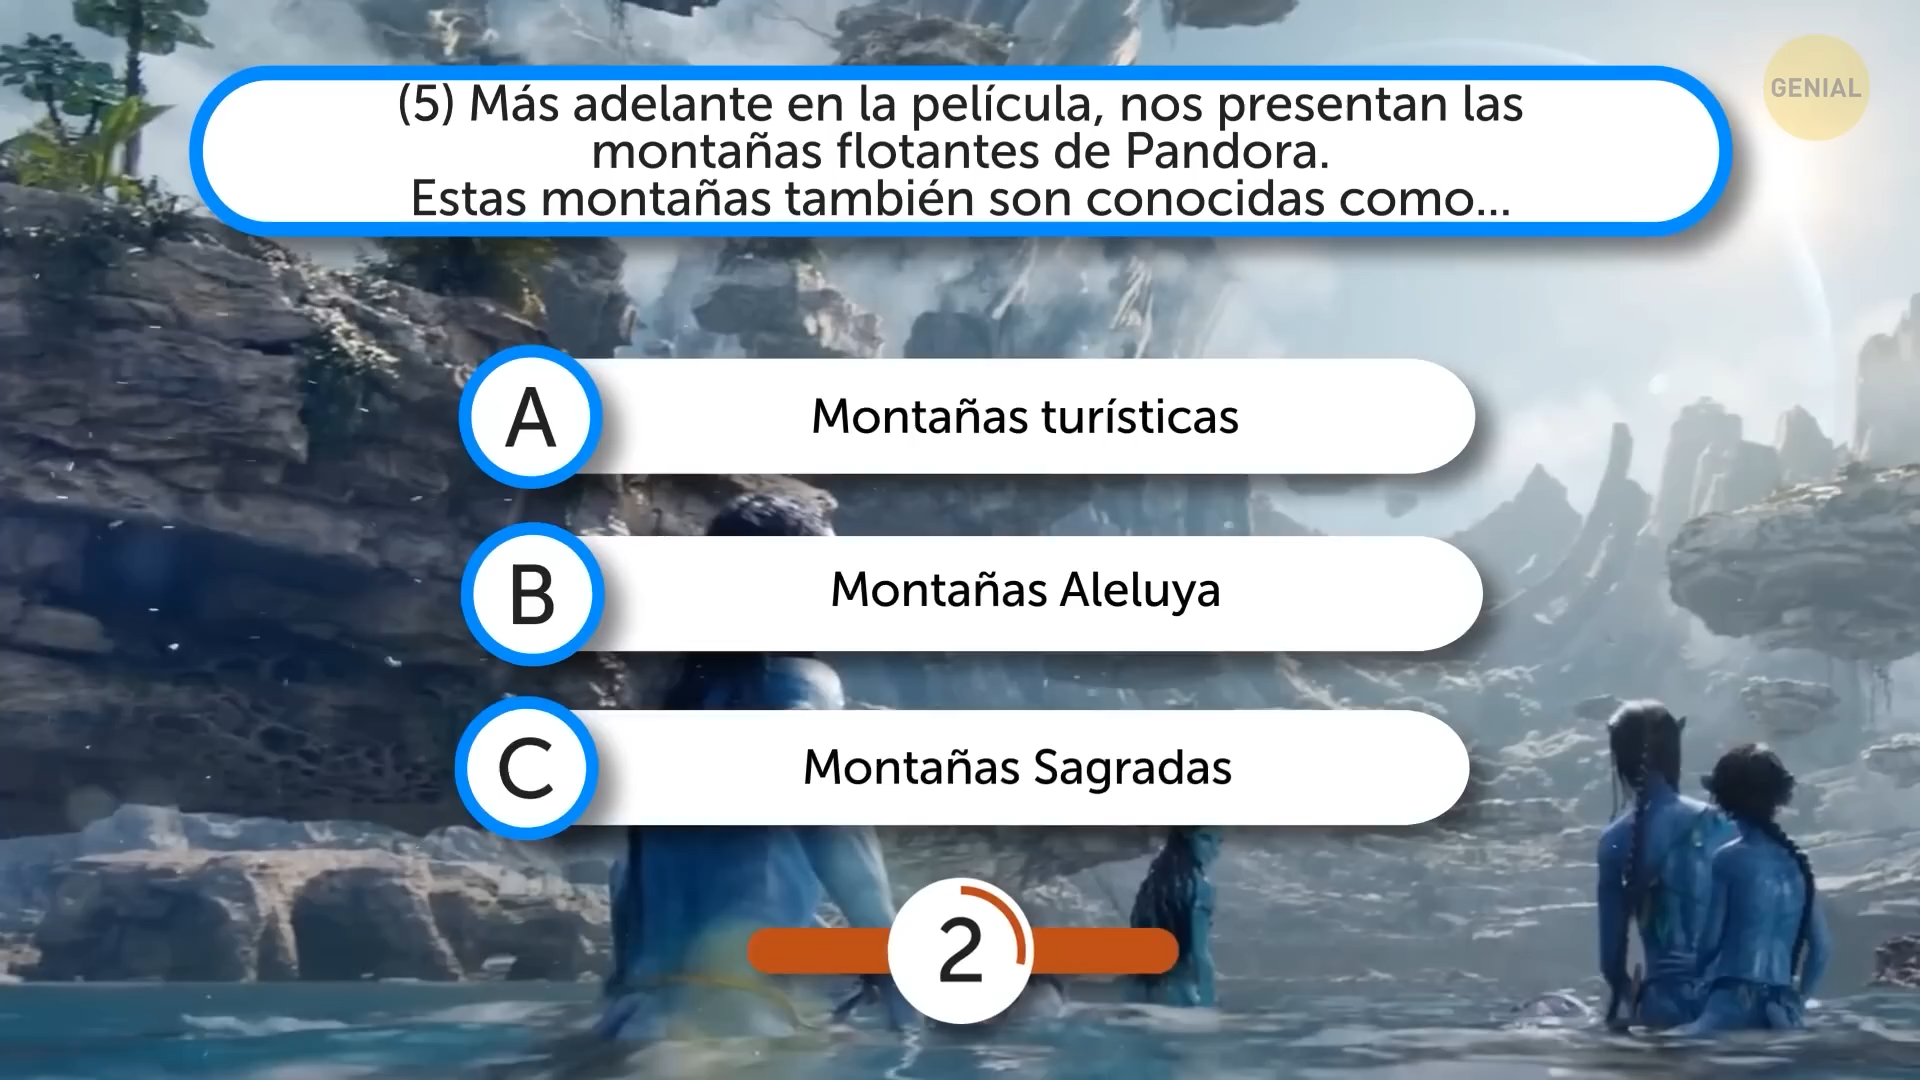 GENIAL
(5) Más adelante en la película, nos presentan las
montañas flotantes de Pandora.
Estas montañas también son conocidas como...
A
Montañas turísticas
B
Montañas Aleluya
C
Montañas Sagradas
2